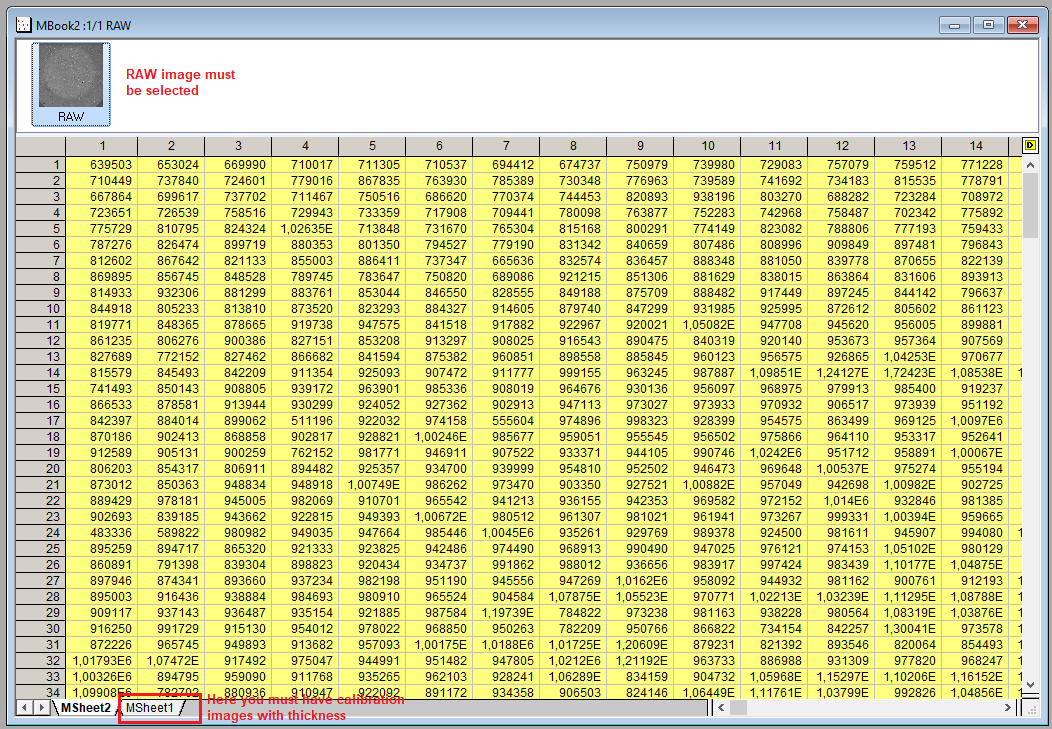 MBook2 :1/1 RAW
RAW image must
be selected
RAW
1 2 3 4 5 6 7 8 9 10 11 12 13 14 D
1 639503 653024 669990 710017 711305 710537 694412 674737 750979 739980 729083 757079 759512 771228
2 710449 737840 724601 779016 867835 763930 785389 730348 776963 739589 741692 734183 815535 778791
3 667864 699617 737702 711467 750516 686620 770374 744453 820893 938196 803270 688282 723284 708972
4 723651 726539 758516 729943 733359 717908 709441 780098 763877 752283 742968 758487 702342 775892
5 775729 810795 824324 1,02635E 713848 731670 765304 815168 800291 774149 823082 788806 777193 759433
6 787276 826474 899719 880353 801350 794527 779190 831342 840659 807486 808996 909849 897481 796843
7 812602 867642 821133 855003 886411 737347 665636 832574 836457 888348 881050 839778 870655 822139
8 869895 856745 848528 789745 783647 750820 689086 921215 851306 881629 838015 863864 831606 893913
9 814933 932306 881299 883761 853044 846550 828555 849188 875709 888482 917449 897245 844142 796637
10 844918 805233 813810 873520 823293 884327 914605 879740 847299 931985 925995 872612 805602 861123
11 819771 848365 878665 919738 947575 841518 917882 922967 920021 1,05082E 947708 945620 956005 899881
12 861235 806276 900386 827151 853208 913297 908025 916543 890475 840319 920140 953673 957364 907569
13 827689 772152 827462 866682 841594 875382 960851 898558 885845 960123 956575 926865 1,04253E 970677
14 815579 845493 842209 911354 925093 907472 911777 999155 963245 987887 1,09851E 1,24127E 1,72423E 1,08538E
15 741493 850143 908805 939172 963901 985336 908019 964676 930136 956097 968975 979913 985400 919237
16 866533 878581 913944 930299 924052 927362 902913 947113 973027 973933 970932 906517 973939 951192
17 842397 884014 899062 511196 922032 974158 555604 974896 998323 928399 954575 863499 969125 1,0097E6
18 870186 902413 868858 902817 928821 1,00246E 985677 959051 955545 956502 975866 964110 953317 952641
19 912589 905131 900259 762152 981771 946911 907522 933371 944105 990746 1,0242E6 951712 958891 1,00067E
20 806203 854317 806911 894482 925357 934700 939999 954810 952502 946473 969648 1,00537E 975274 955194
21 873012 850363 948834 948918 1,00749E 986262 973470 903350 927521 1,00882E 957049 942698 1,00982E 902725
22 889429 978181 945005 982069 910701 965542 941213 936155 942353 969582 972152 1,014E6 932846 981385
23 902693 839185 943662 922815 949393 1,00672E 980512 961307 981021 961941 973267 999331 1,00394E 959665
24 483336 589822 980982 949035 947664 985446 1,0045E6 935261 929769 989378 924500 981611 945907 994080
25 895259 894717 865320 921333 923825 942486 974490 968913 990490 947025 976121 974153 1,05102E 980129
26 860891 791398 839304 898823 920434 934737 991862 988012 936656 983917 997424 983439 1,10177E 1,04875E
27 897946 874341 893660 937234 982198 951190 945556 947269 1,0162E6 958092 944932 981162 900761 912193
28 895003 916436 938884 984693 980910 965524 904584 1,07875E 1,05523E 970771 1,02213E 1,03239E 1,11295E 1,08788E
29 909117 937143 936487 935154 921885 987584 1,19739E 784822 973238 981163 938228 980564 1,08319E 1,03876E
30 916250 991729 915130 954012 978022 968850 950263 782209 950766 866822 734154 842257 1,30041E 973578
31 872226 965745 949893 913682 957093 1,00175E 1,0188E6 1,01725E 1,20609E 879231 821392 893546 820064 854493
32 1,01793E6 1,07472E 917492 975047 944991 951482 947805 1,0212E6 1,21192E 963733 886988 931309 977820 968247
33 1,00326E6 894795 959090 911768 935265 962103 928241 1,06289E 834159 904732 1,05968E 1,15297E 1,10206E 1,16152E
34 1,09908E6 782702 880936 910947 922092 891172 934358 906503 824146 1,06449E 1,11761E 1,03799E 992826 1,04856E
MSheet2 MSheet1
Here you must have calibration
images with thickness